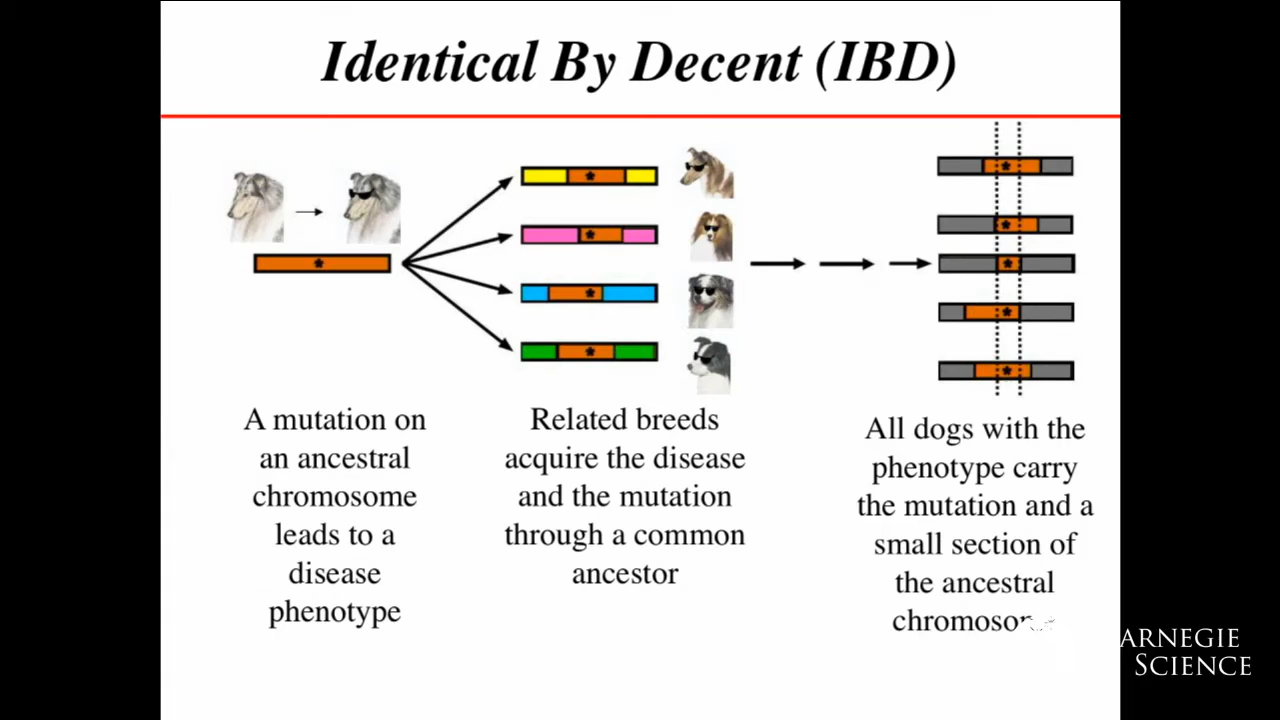 Identical By Decent (IBD)
A mutation on
an ancestral
chromosome
leads to a
disease
phenotype
Related breeds
acquire the disease
and the mutation
through a common
ancestor
All dogs with the
phenotype carry
the mutation and a
small section of
the ancestral
ARNEGIE
SCIENCE